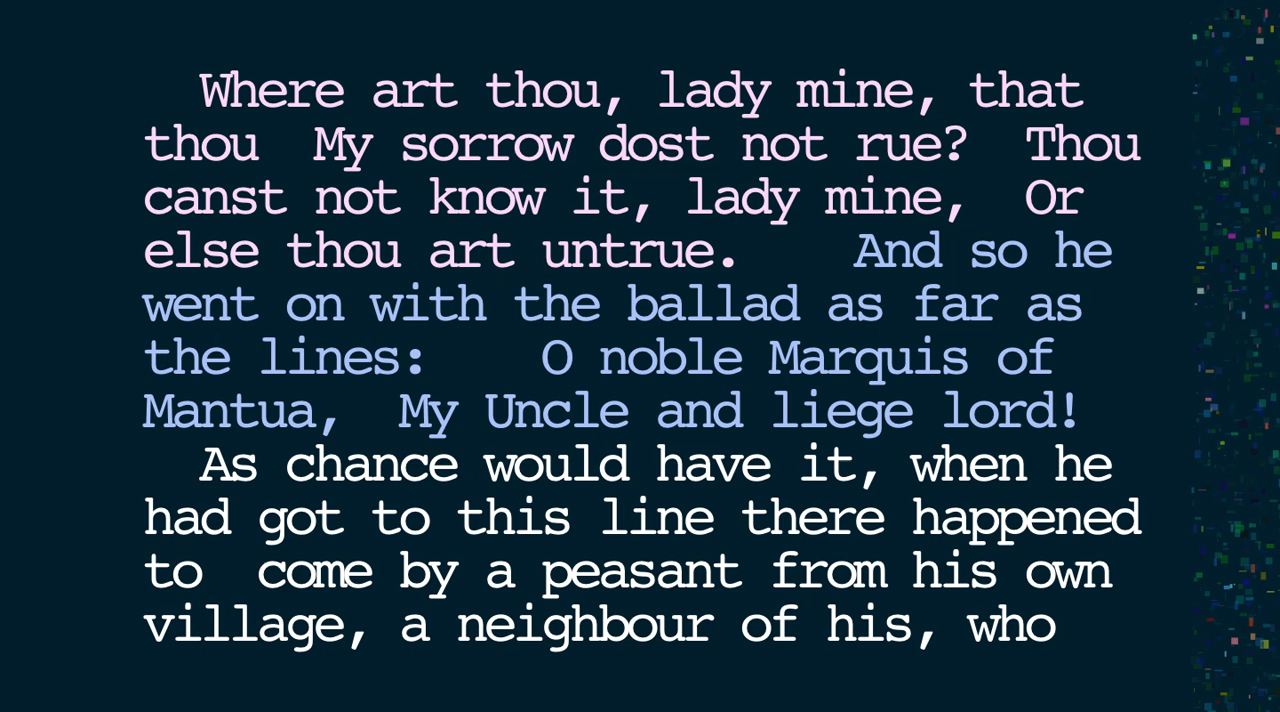 Where art thou, lady mine, that
thou  My sorrow dost not rue?  Thou
canst not know it, lady mine,  Or
else thou art untrue.    And so he
went on with the ballad as far as
the lines:    O noble Marquis of
Mantua,  My Uncle and liege lord!
As chance would have it, when he
had got to this line there happened
to  come by a peasant from his own
village, a neighbour of his, who